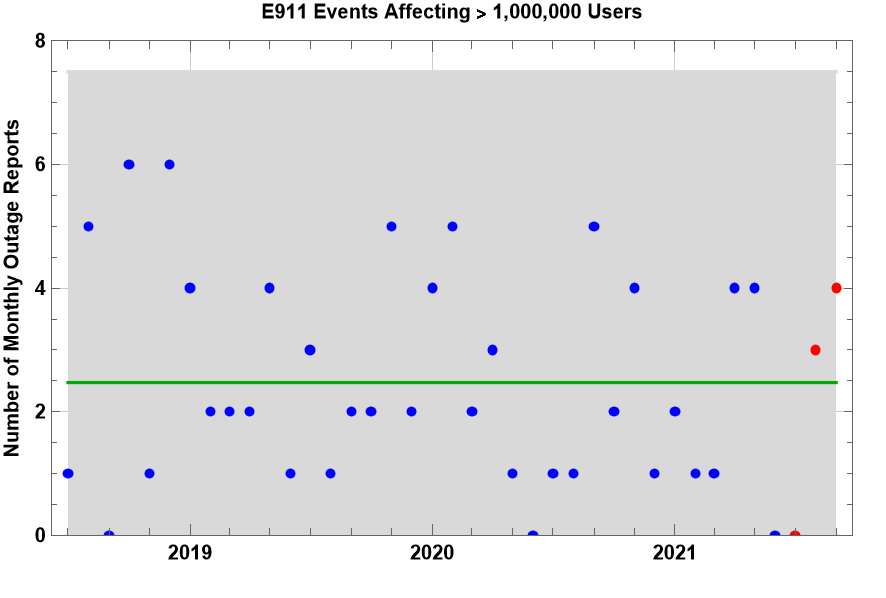 E911 Events Affecting > 1,000,000 Users
Number of Monthly Outage Reports
8
6
4
2
0
2019 2020 2021